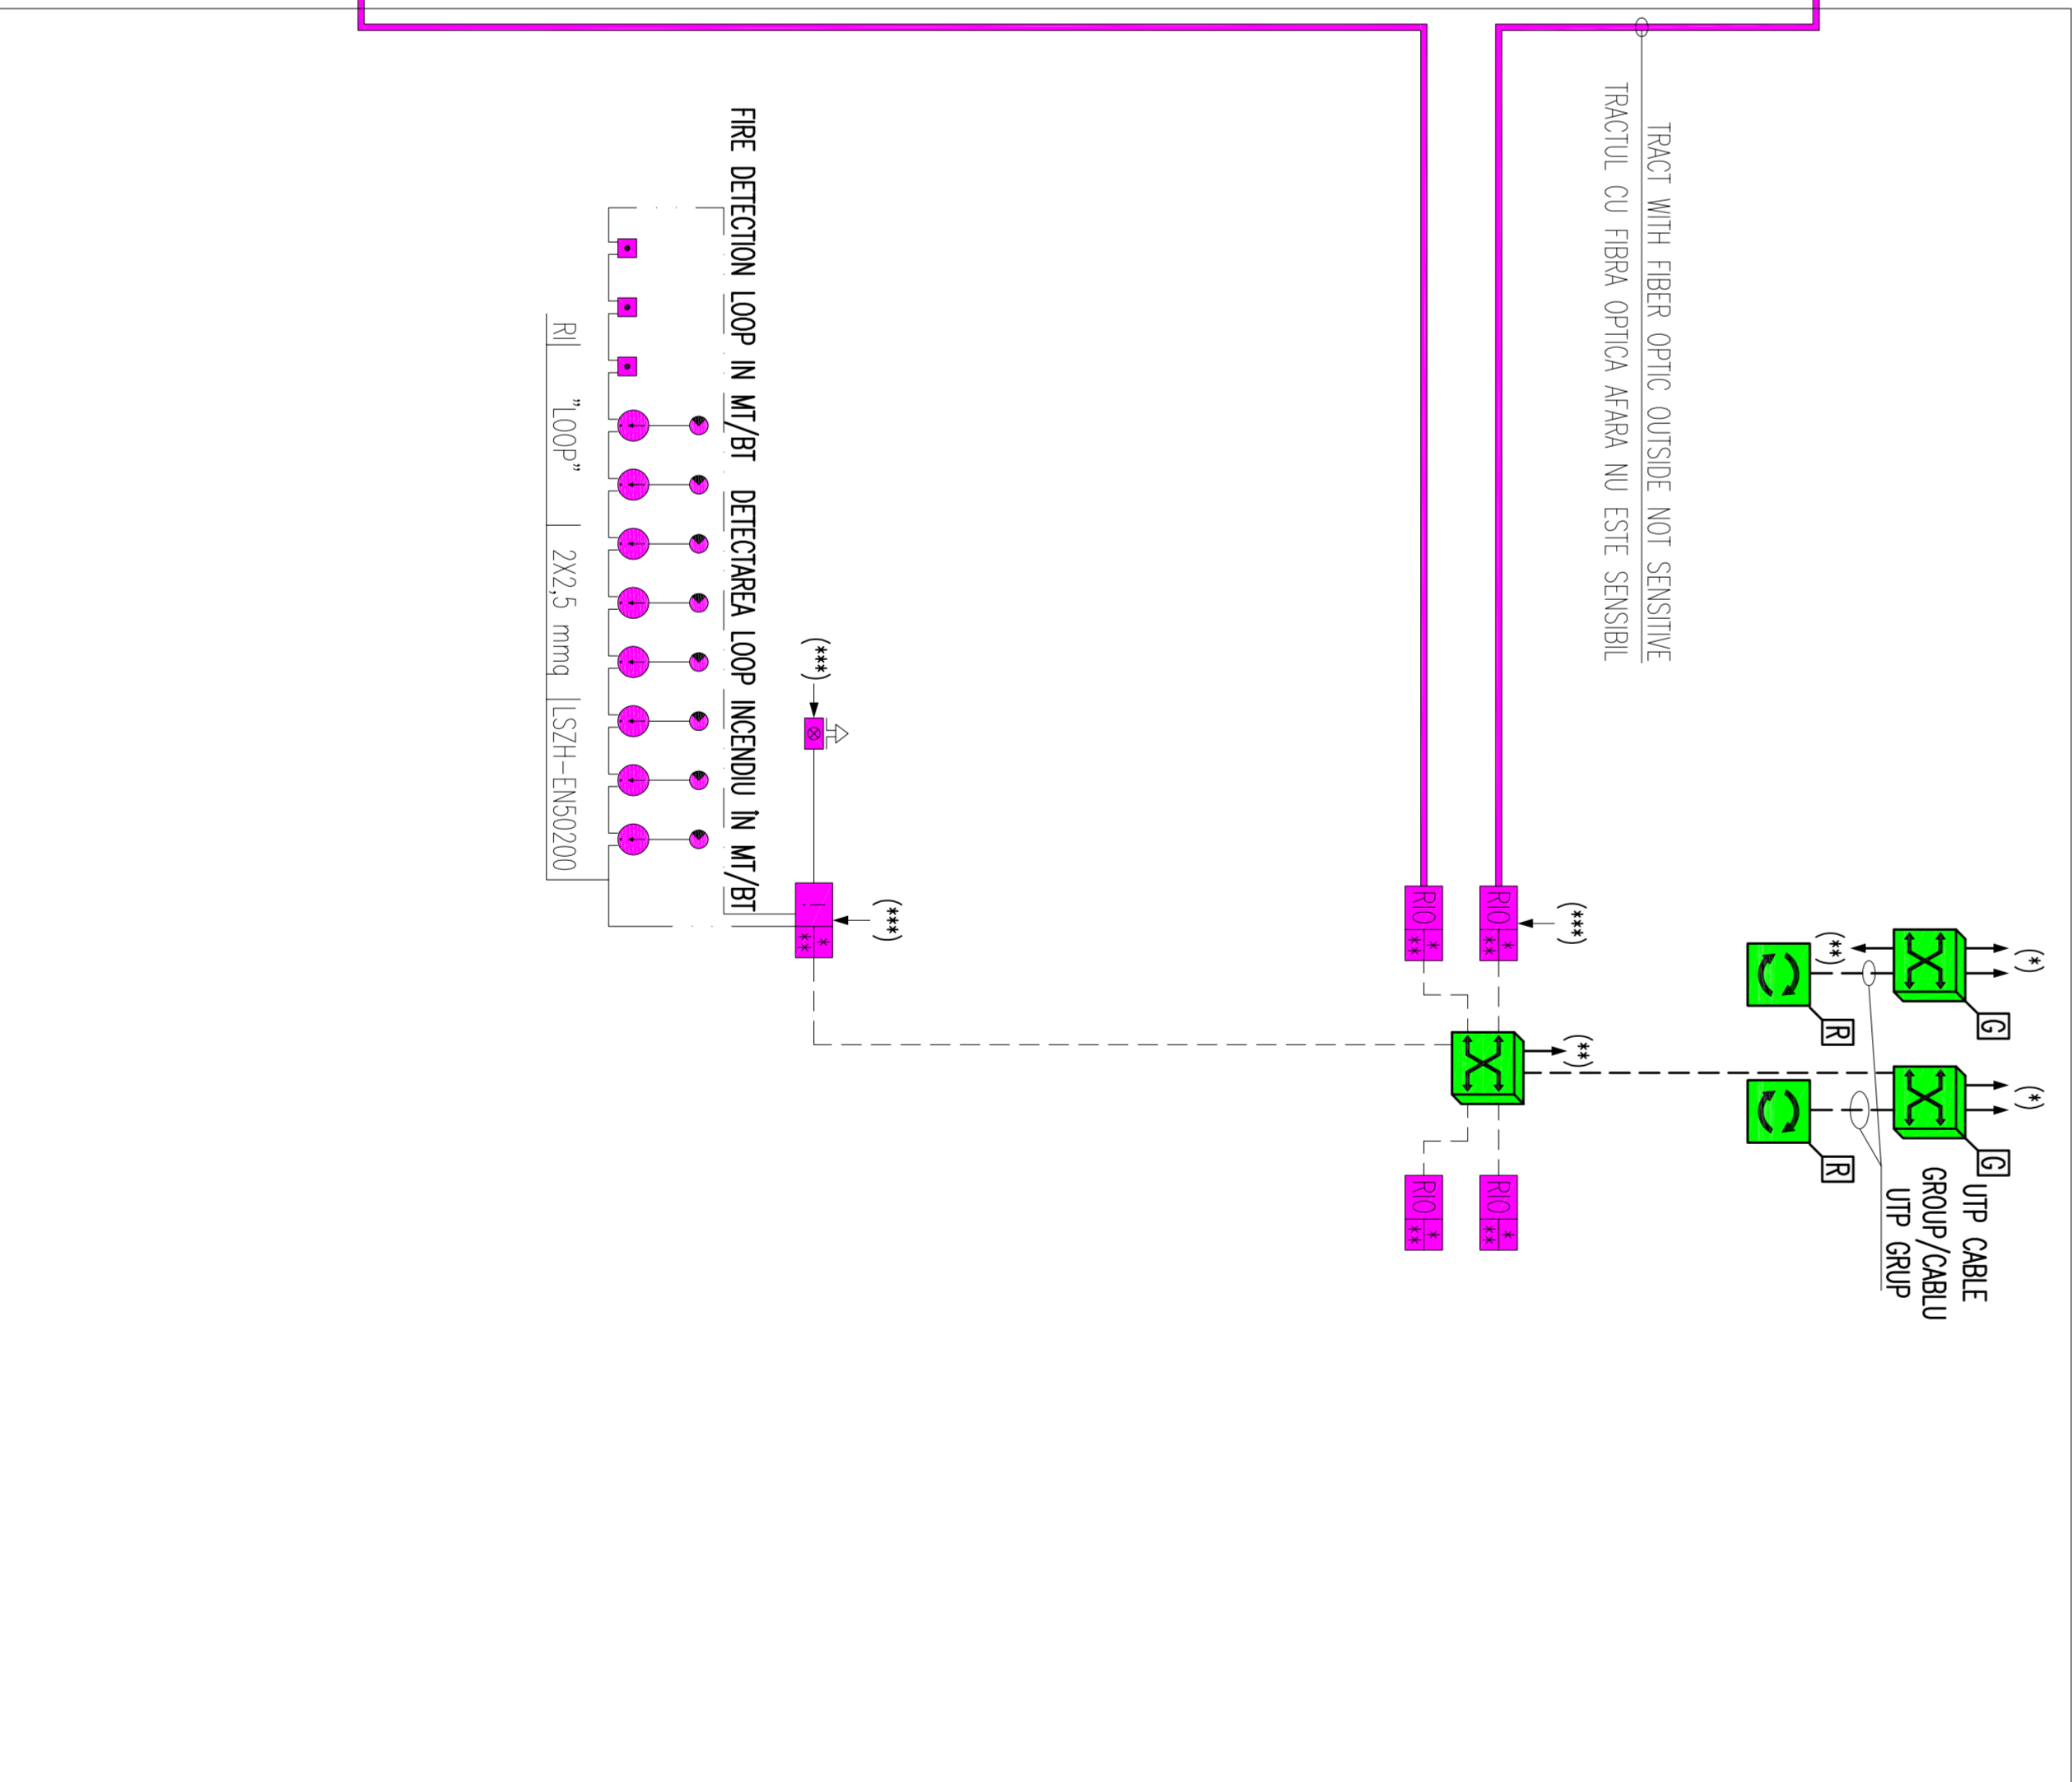 TRACT WITH FIBER OPTIC OUTSIDE NOT SENSITIVE
TRACTUL CU FIBRA OPTICA AFARA NU ESTE SENSIBIL
(*)
(*)
G
G
R
R
(**)
UTP CABLE
GROUP/CABLU
UTP GRUP
(***)
(**)
RIO * **
RIO * **
RIO * **
RIO * **
(***)
(***)
! * **
FIRE DETECTION LOOP IN MT/BT DETECTAREA LOOP INCENDIU ÎN MT/BT
RI "LOOP" 2X2,5 mmq LSZH-EN50200